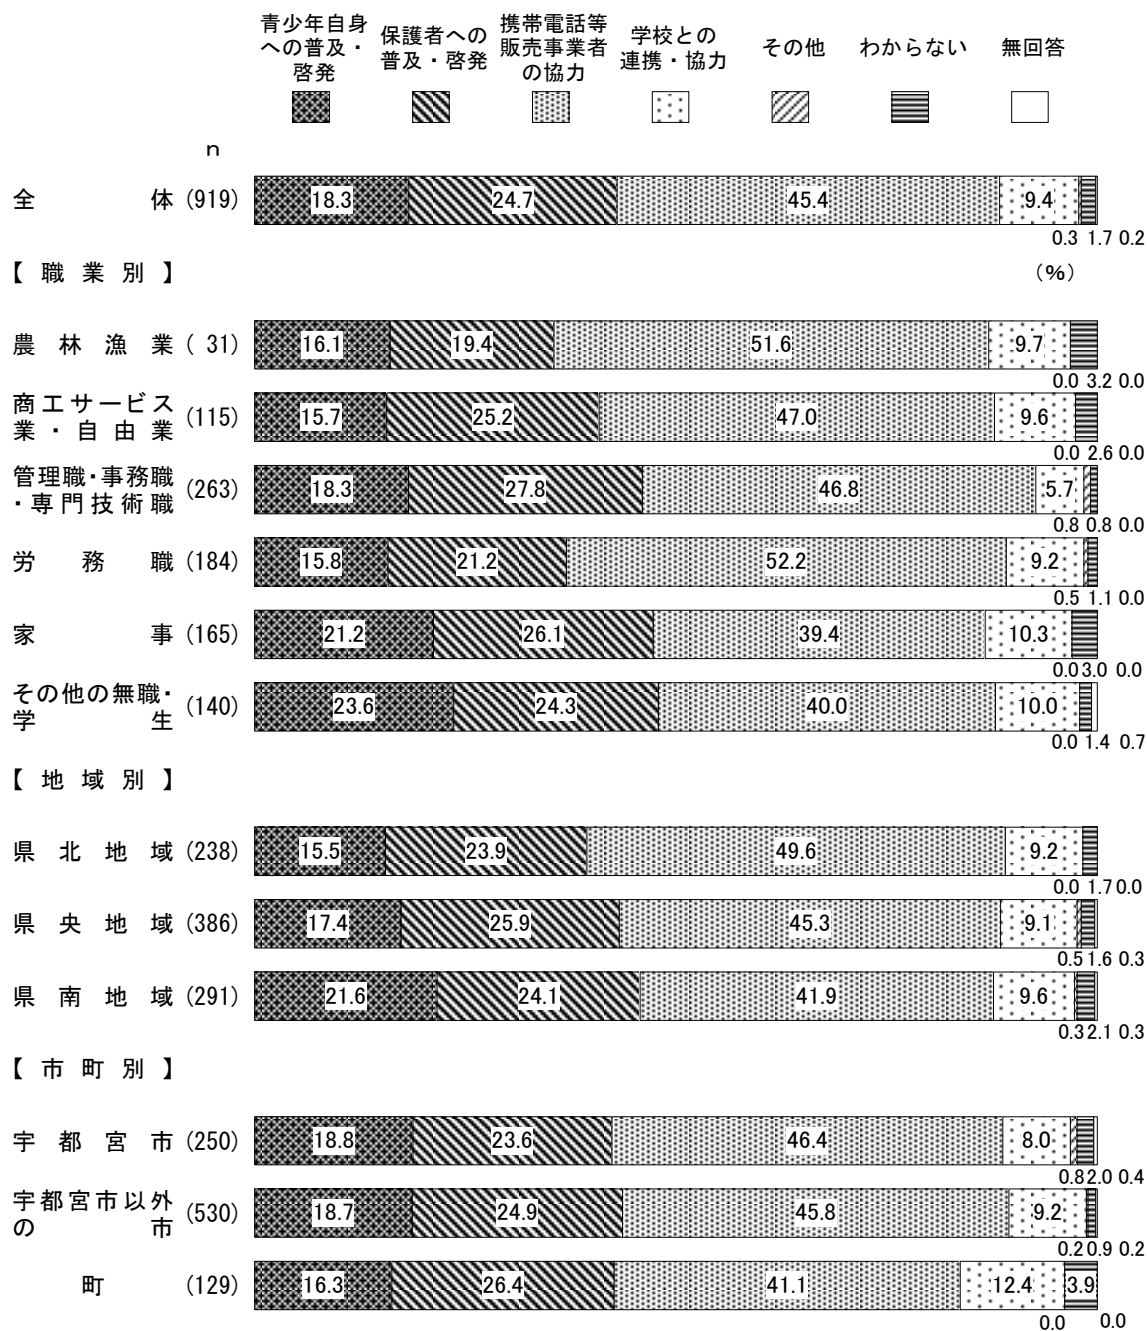 青少年自身
への普及・
啓発
保護者への
普及・啓発
携帯電話等
販売事業者
の協力
学校との
連携・協力
その他
わからない
無回答
n
全体(919)
18.3 24.7 45.4 9.4
0.3 1.7 0.2
【職業別】
(%)
農林漁業( 31)
16.1 19.4 51.6 9.7
0.0 3.2 0.0
商工サービス
業・自由業
(115)
15.7 25.2 47.0 9.6
0.0 2.6 0.0
管理職・事務職
・専門技術職
(263)
18.3 27.8 46.8 5.7
0.8 0.8 0.0
労務職(184)
15.8 21.2 52.2 9.2
0.5 1.1 0.0
家事(165)
21.2 26.1 39.4 10.3
0.0 3.0 0.0
その他の無職・
学生
(140)
23.6 24.3 40.0 10.0
0.0 1.4 0.7
【地域別】
県北地域(238)
15.5 23.9 49.6 9.2
0.0 1.7 0.0
県央地域(386)
17.4 25.9 45.3 9.1
0.5 1.6 0.3
県南地域(291)
21.6 24.1 41.9 9.6
0.3 2.1 0.3
【市町別】
宇都宮市(250)
18.8 23.6 46.4 8.0
0.8 2.0 0.4
宇都宮市以外
の市
(530)
18.7 24.9 45.8 9.2
0.2 0.9 0.2
町(129)
16.3 26.4 41.1 12.4 3.9
0.0 0.0